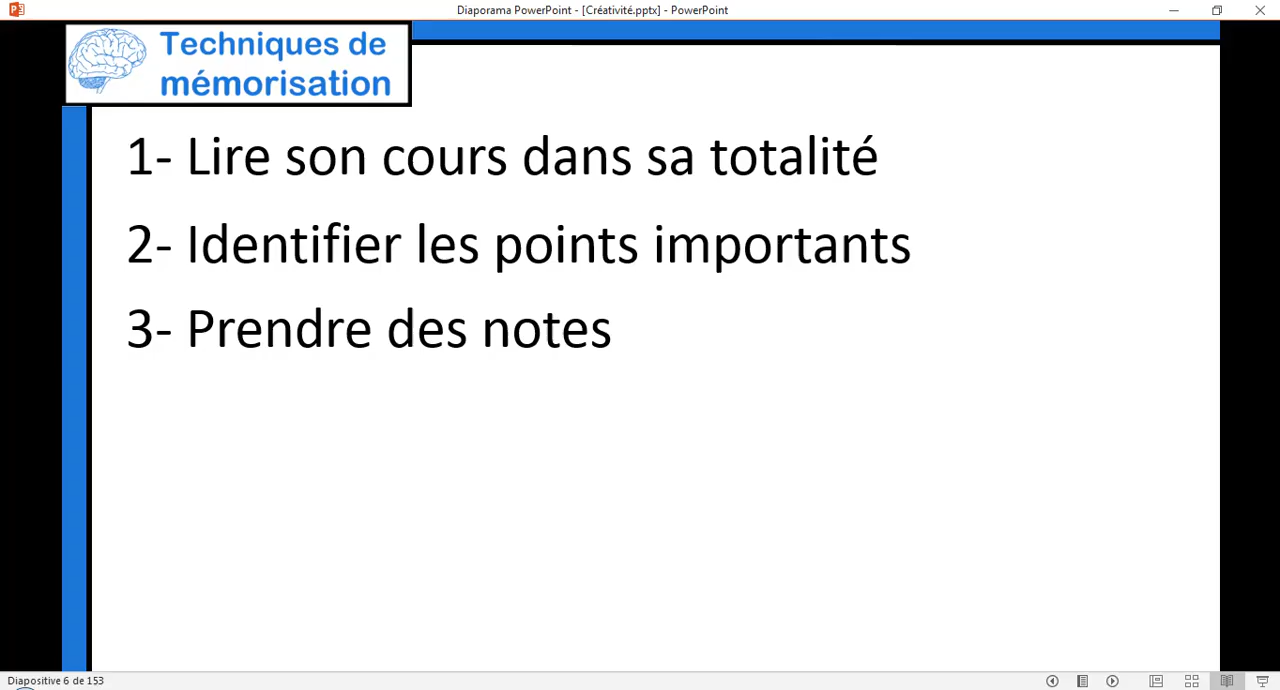 Diaporama PowerPoint - [Créativité.pptx] - PowerPoint
Techniques de
mémorisation
1- Lire son cours dans sa totalité
2- Identifier les points importants
3- Prendre des notes
Diapositive 6 de 153